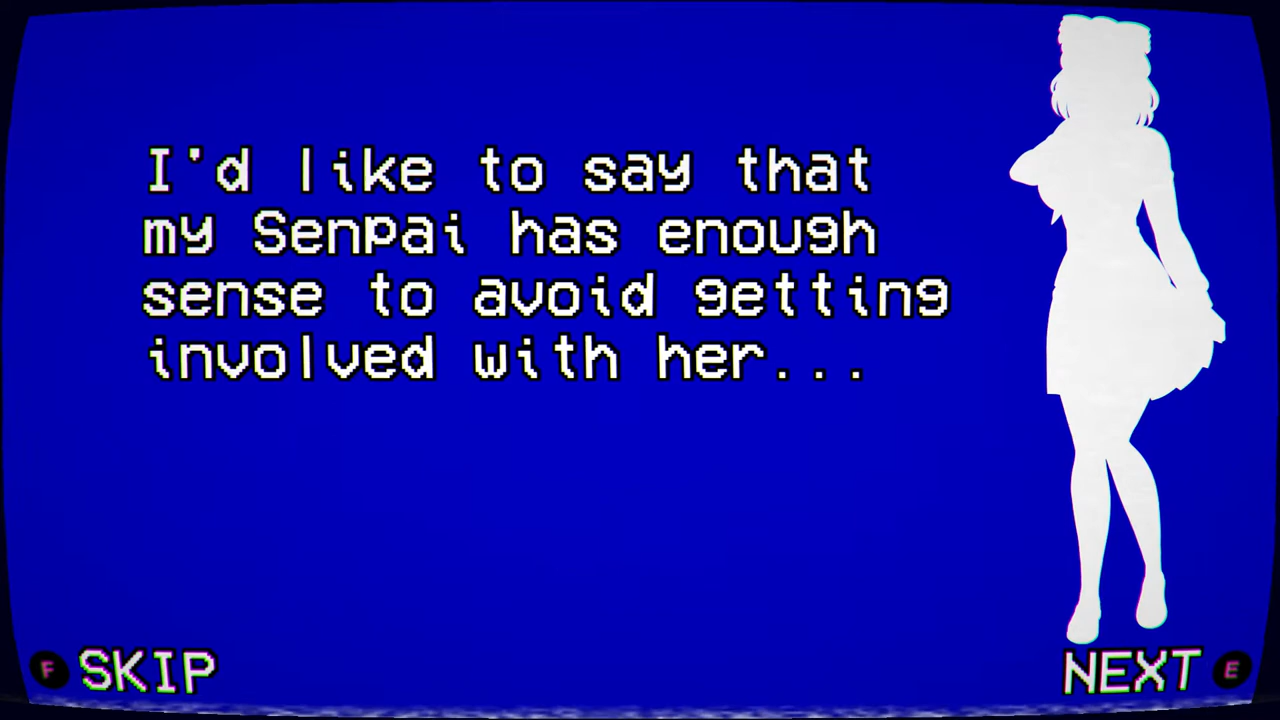 I'd like to say that
my Senpai has enough
sense to avoid getting
involved with her...
F SKIP
NEXT E